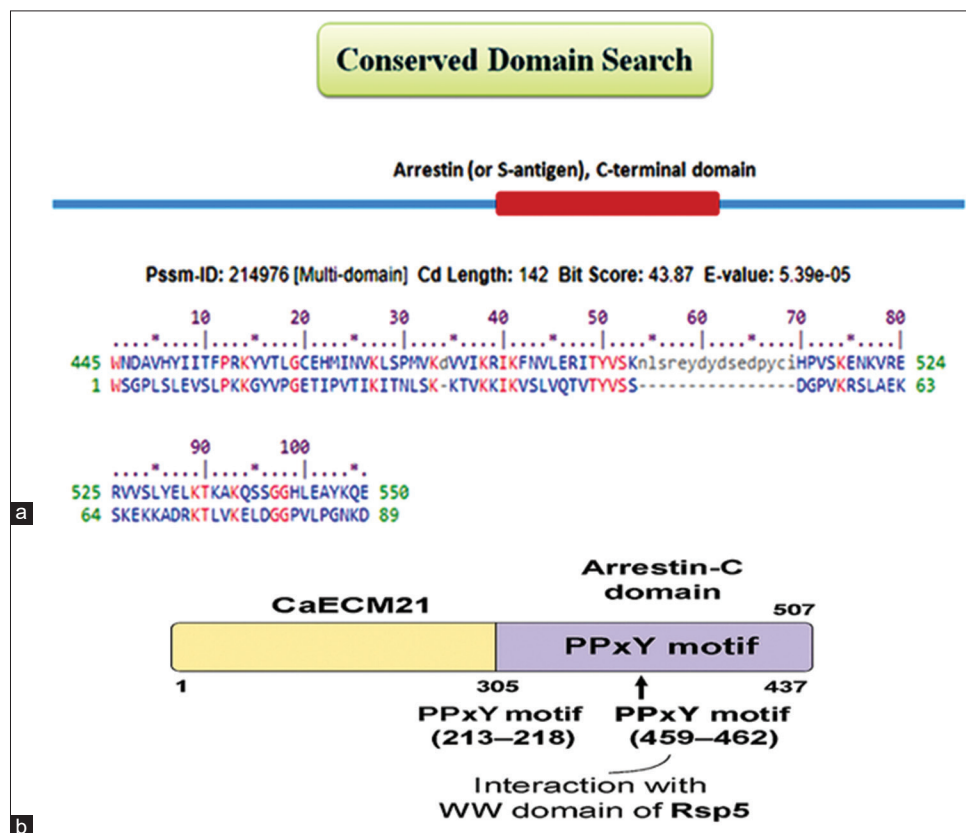 Conserved Domain Search
Arrestin (or S-antigen), C-terminal domain
Pssm-ID: 214976 [Multi-domain] Cd Length: 142 Bit Score: 43.87 E-value: 5.39e-05
10 20 30 40 50 60 70 80
....*....|....*....|....*....|....*....|....*....|....*....|....*....|....*....|
445 WNDAVHYIITFPRKYVTLGCEHMINVKLSPMVKdVVIKRIKFNVLERITYVSKnlsreydydsedpyciHPVSKENKVRE 524
1 WSGPLSLEVSLPKKGYVPGETIPVTIKITNLSK-KTVKKIKVSLVQTVTYVSS----------------DGPVKRSLAEK 63
90 100
....*....|....*....|....*.
525 RVVSLYELKTKAKQSSGGHLEAYKQE 550
64 SKEKKADRKTLVKELDGGPVLPGNKD 89
a
Arrestin-C
domain
CaECM21
507
PPxY motif
1
305
437
PPxY motif
(213–218)
PPxY motif
(459–462)
Interaction with
WW domain of Rsp5
b